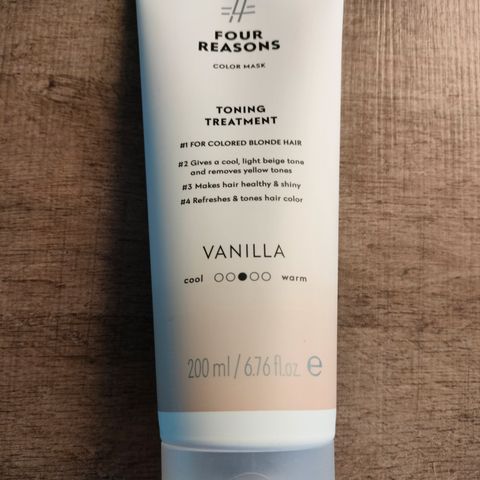 FOUR
REASONS
COLOR MASK
TONING
TREATMENT
#1 FOR COLORED BLONDE HAIR
#2 Gives a cool, light beige tone
and removes yellow tones
#3 Makes hair healthy & shiny
#4 Refreshes & tones hair color
VANILLA
cool warm
200 ml / 6.76 fl.oz. e